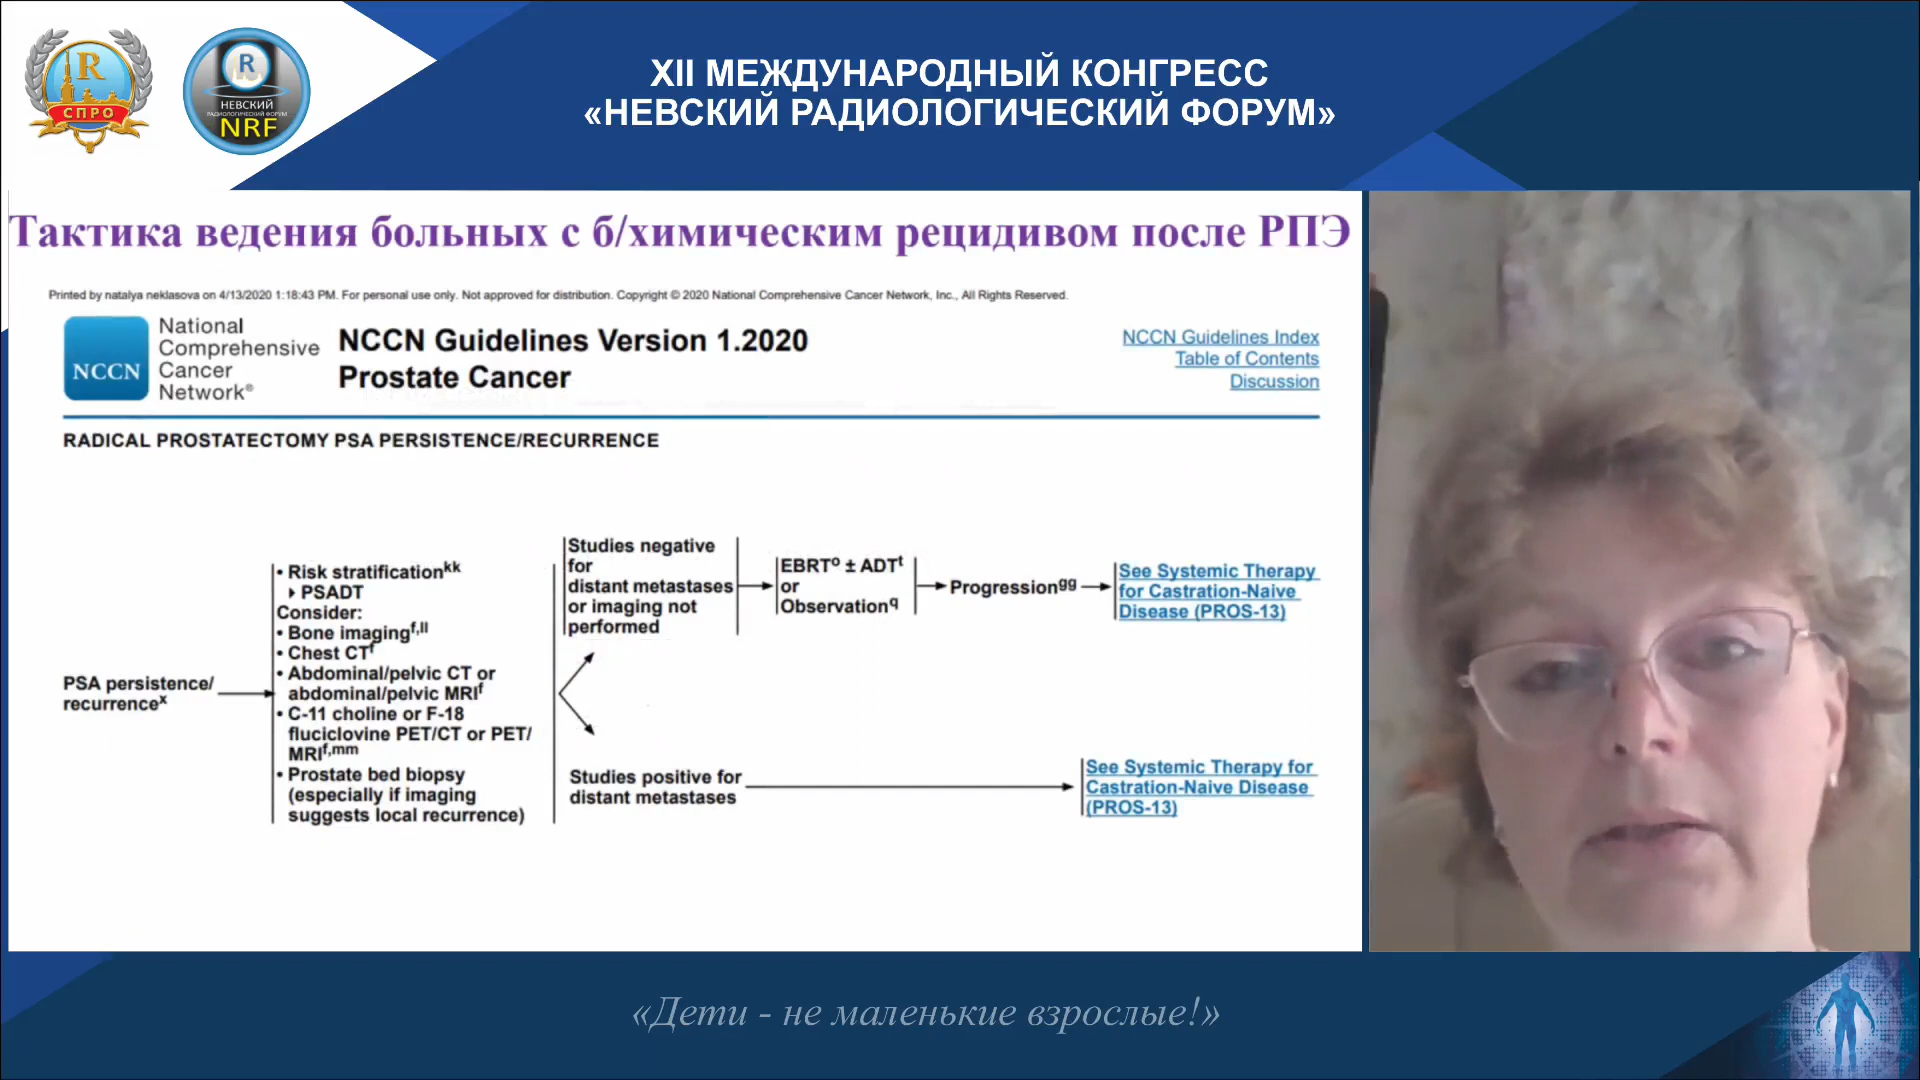 R
СПРО
R
НЕВСКИЙ
РАДИОЛОГИЧЕСКИЙ ФОРУМ
NRF
XII МЕЖДУНАРОДНЫЙ КОНГРЕСС
«НЕВСКИЙ РАДИОЛОГИЧЕСКИЙ ФОРУМ»
Тактика ведения больных с б/химическим рецидивом после РПЭ
Printed by natalya neklasova on 4/13/2020 1:18:43 PM. For personal use only. Not approved for distribution. Copyright © 2020 National Comprehensive Cancer Network, Inc., All Rights Reserved.
NCCN
National
Comprehensive
Cancer
Network®
NCCN Guidelines Version 1.2020
Prostate Cancer
NCCN Guidelines Index
Table of Contents
Discussion
RADICAL PROSTATECTOMY PSA PERSISTENCE/RECURRENCE
PSA persistence/
recurrencex
• Risk stratificationkk
▸ PSADT
Consider:
• Bone imagingf,ll
• Chest CTf
• Abdominal/pelvic CT or
abdominal/pelvic MRIf
• C-11 choline or F-18
fluciclovine PET/CT or PET/
MRIf,mm
• Prostate bed biopsy
(especially if imaging
suggests local recurrence)
Studies negative
for
distant metastases
or imaging not
performed
EBRTo ± ADTt
or
Observationq
Progressiongg
See Systemic Therapy
for Castration-Naive
Disease (PROS-13)
Studies positive for
distant metastases
See Systemic Therapy for
Castration-Naive Disease
(PROS-13)
«Дети - не маленькие взрослые!»